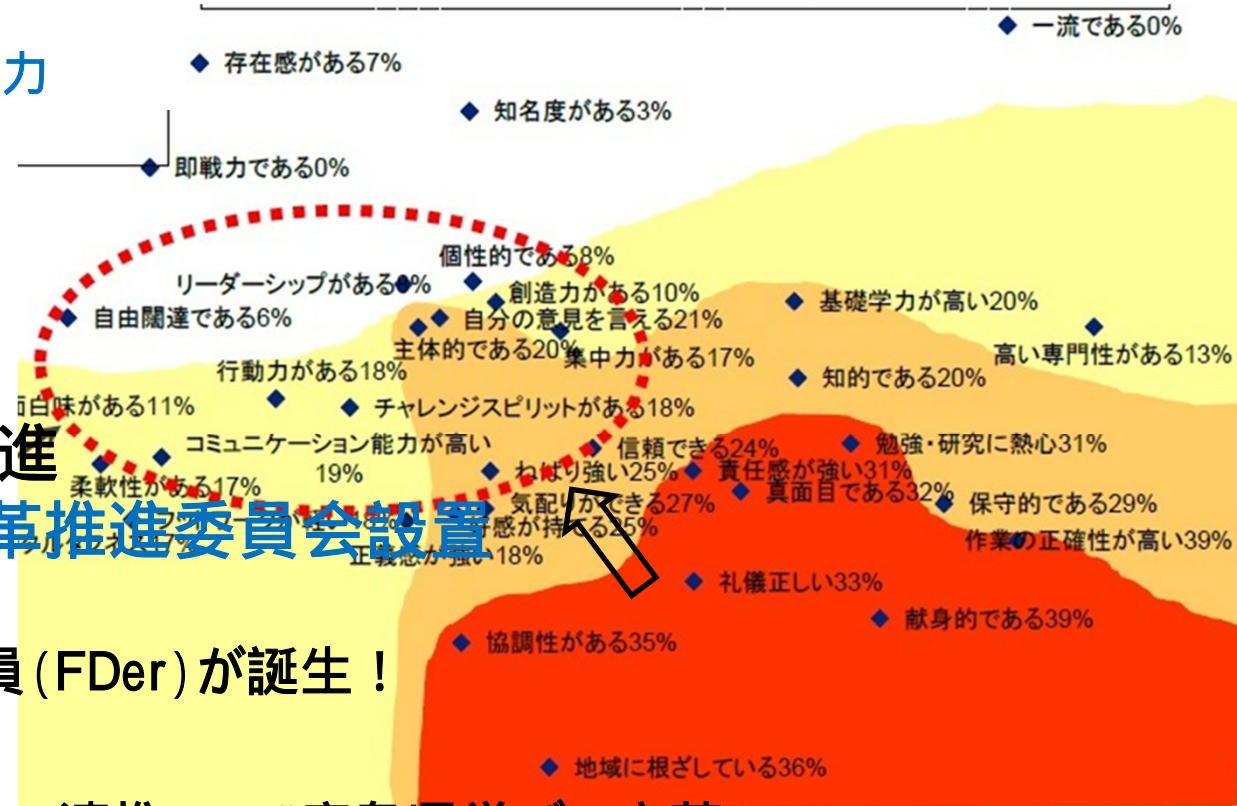 一流である0%
存在感がある7%
力
知名度がある3%
即戦力である0%
個性的である8%
リーダーシップがある
創造力がある10%
基礎学力が高い20%
自由闊達である6%
自分の意見を言える21%
主体的である20%
集中力がある17%
高い専門性がある13%
行動力がある18%
知的である20%
面白味がある11%
チャレンジスピリットがある18%
進
コミュニケーション能力が高い
19%
信頼できる24%
勉強・研究に熱心31%
ねばり強い25%
責任感が強い31%
柔軟性がある17%
真面目である32%
気配りができる27%
保守的である29%
革推進委員会設置
感が持てる25%
作業の正確性が高い39%
正義感が強い18%
礼儀正しい33%
献身的である39%
協調性がある35%
員(FDer)が誕生！
地域に根ざしている36%